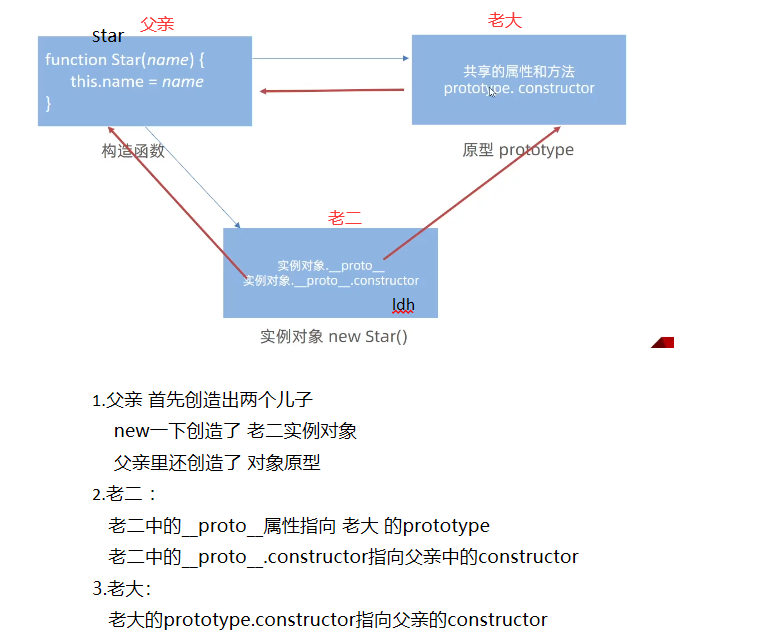 父亲
star
function Star(name) {
this.name = name
}
构造函数
老大
共享的属性和方法
prototype. constructor
原型 prototype
老二
实例对象.__proto__
实例对象.__proto__.constructor
ldh
实例对象 new Star()
1.父亲 首先创造出两个儿子
new一下创造了 老二实例对象
父亲里还创造了 对象原型
2.老二 ：
老二中的__proto__属性指向 老大 的prototype
老二中的__proto__.constructor指向父亲中的constructor
3.老大：
老大的prototype.constructor指向父亲的constructor